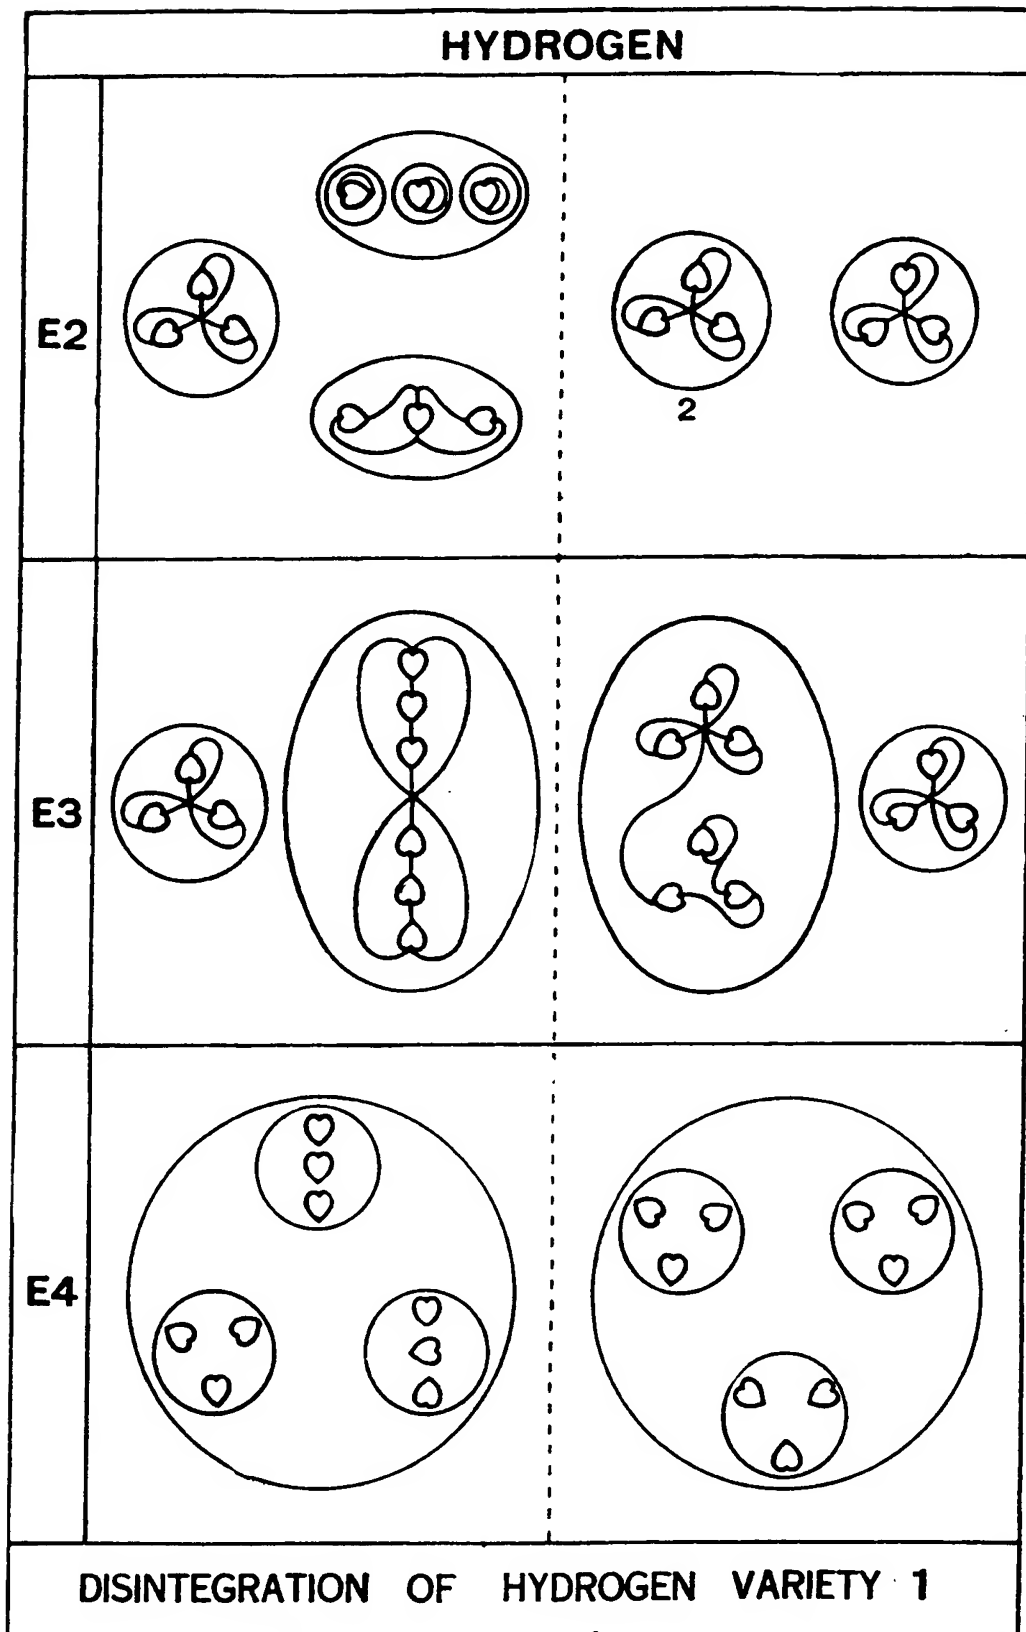 HYDROGEN
E2
2
E3
E4
DISINTEGRATION OF HYDROGEN VARIETY 1